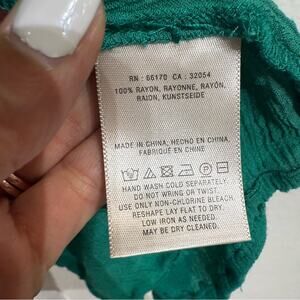 RN : 66170 CA : 32054
100% RAYON, RAYONNE, RAYÓN,
RAION, KUNSTSEIDE
MADE IN CHINA, HECHO EN CHINA,
FABRIQUÉ EN CHINE
HAND WASH COLD SEPARATELY.
DO NOT WRING OR TWIST.
USE ONLY NON-CHLORINE BLEACH.
RESHAPE LAY FLAT TO DRY.
LOW IRON AS NEEDED.
MAY BE DRY CLEANED.